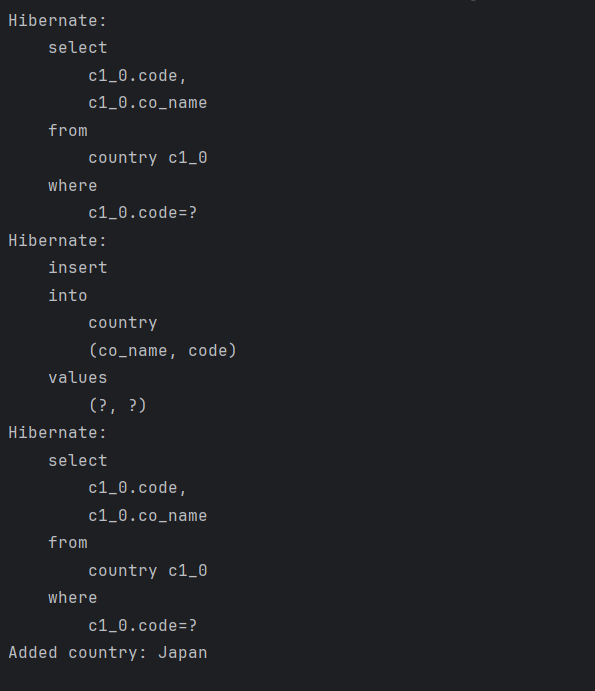 Hibernate:
    select
        c1_0.code,
        c1_0.co_name
    from
        country c1_0
    where
        c1_0.code=?
Hibernate:
    insert
    into
        country
        (co_name, code)
    values
        (?, ?)
Hibernate:
    select
        c1_0.code,
        c1_0.co_name
    from
        country c1_0
    where
        c1_0.code=?
Added country: Japan